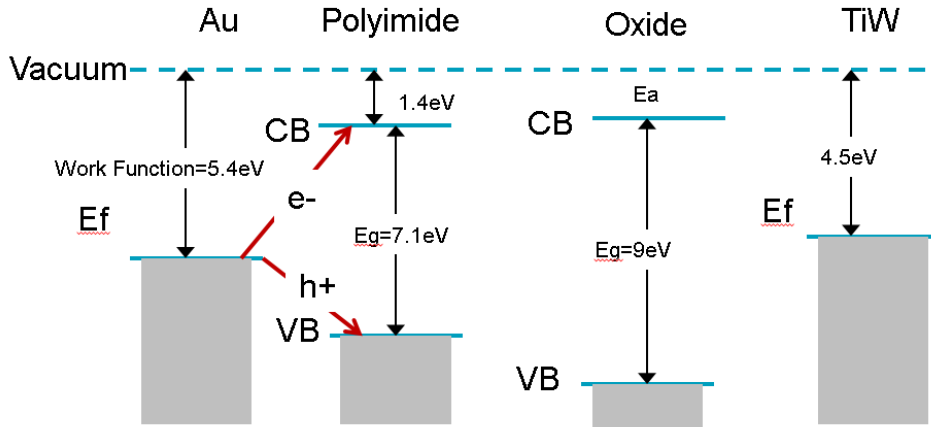 Au Polyimide Oxide TiW
Vacuum
1.4eV
Ea
CB
CB
Work Function=5.4eV
4.5eV
e-
Ef
Ef
Eg=7.1eV
Eg=9eV
h+
VB
VB